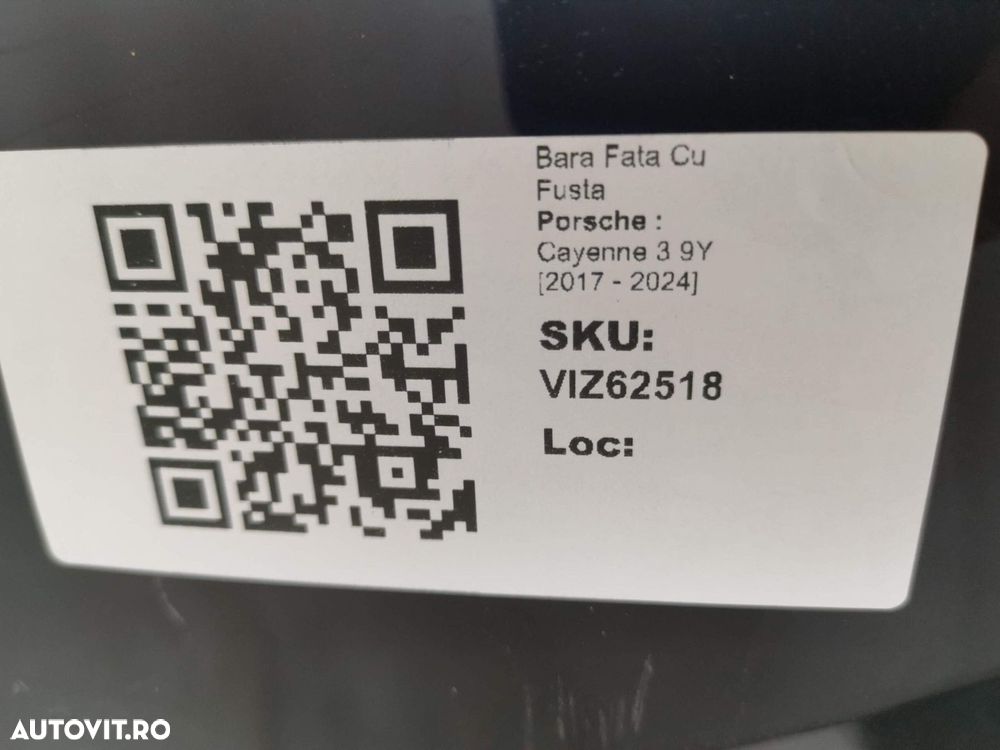 Bara Fata Cu
Fusta
Porsche :
Cayenne 3 9Y
[2017 - 2024]
SKU:
VIZ62518
Loc:
AUTOVIT.RO